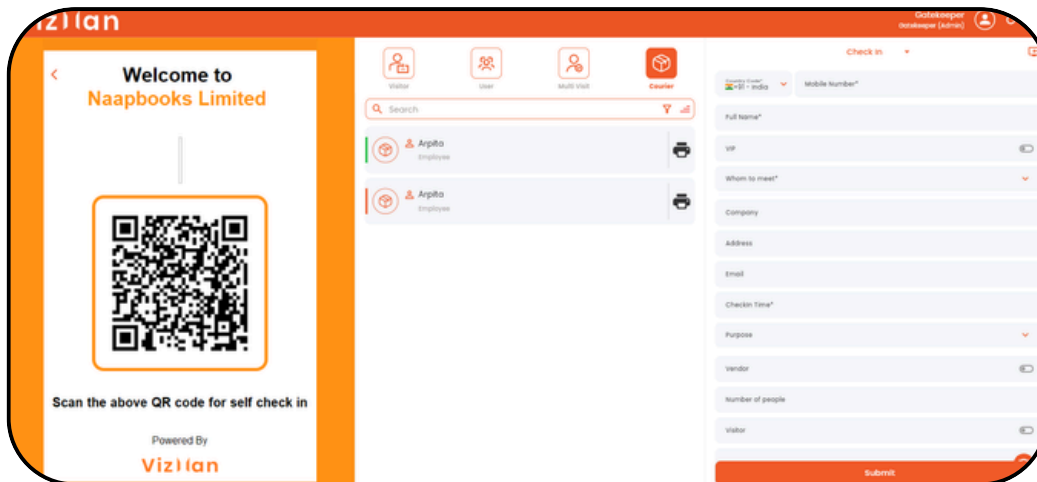 Gatekeeper
Gatekeeper (Admin)
Welcome to
Naapbooks Limited
Scan the above QR code for self check in
Powered By
Visitor
User
Multi Visit
Courier
Search
Arpita
Employee
Arpita
Employee
Check in
Country Code*
+91 - India
Mobile Number*
Full Name*
VIP
Whom to meet*
Company
Address
Email
Checkin Time*
Purpose
Vendor
Number of people
Visitor
Submit